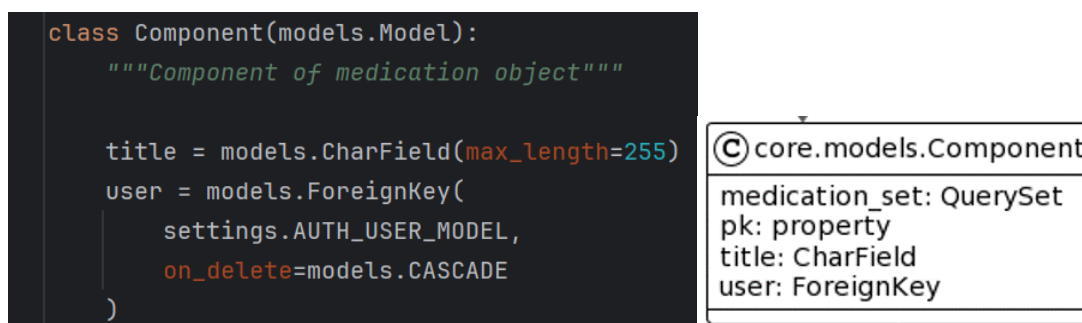 class Component(models.Model):
"""Component of medication object"""
title = models.CharField(max_length=255)
user = models.ForeignKey(
settings.AUTH_USER_MODEL,
on_delete=models.CASCADE
)
C core.models.Component
medication_set: QuerySet
pk: property
title: CharField
user: ForeignKey